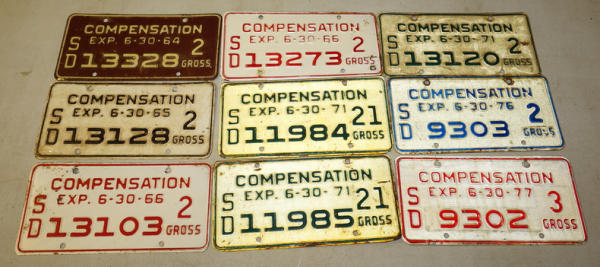 COMPENSATION
EXP. 6-30-64 2
SD 13328 GROSS
COMPENSATION
EXP. 6-30-66 2
SD 13273 GROSS
COMPENSATION
EXP. 6-30-71 2
SD 13120 GROSS
COMPENSATION
EXP. 6-30-65 2
SD 13128 GROSS
COMPENSATION
EXP. 6-30-71 21
SD 11984 GROSS
COMPENSATION
EXP. 6-30-76 2
SD 9303 GROSS
COMPENSATION
EXP. 6-30-66 2
SD 13103 GROSS
COMPENSATION
EXP. 6-30-71 21
SD 11985 GROSS
COMPENSATION
EXP. 6-30-77 3
SD 9302 GROSS